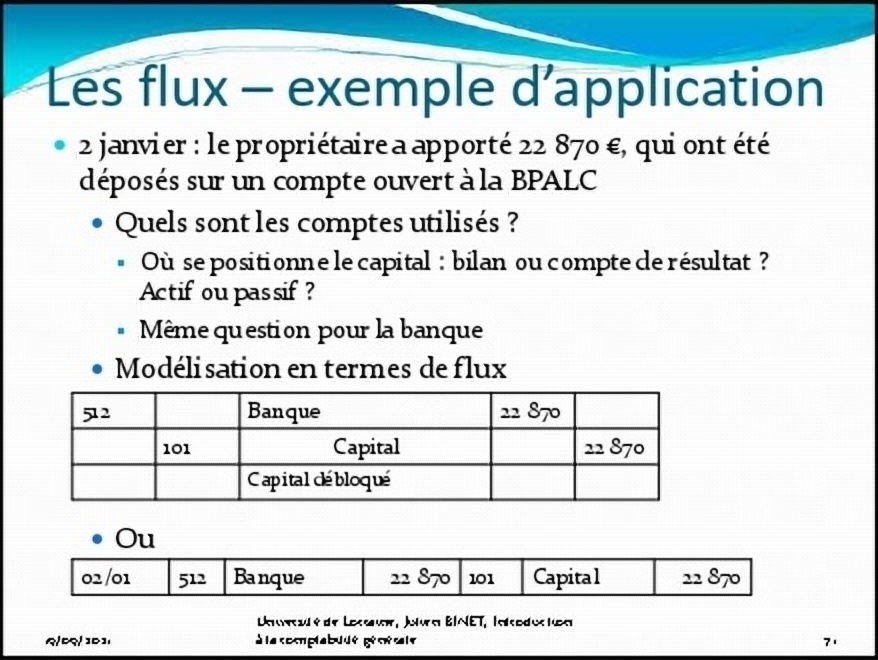 Les flux – exemple d'application
2 janvier : le propriétaire a apporté 22 870 €, qui ont été
déposés sur un compte ouvert à la BPALC
Quels sont les comptes utilisés ?
Où se positionne le capital : bilan ou compte de résultat ?
Actif ou passif ?
Même question pour la banque
Modélisation en termes de flux
512 Banque 22 870
101 Capital 22 870
Capital débloqué
Ou
02/01 512 Banque 22 870 101 Capital 22 870
Université de Lorraine, BINET, Introduction
à la comptabilité générale